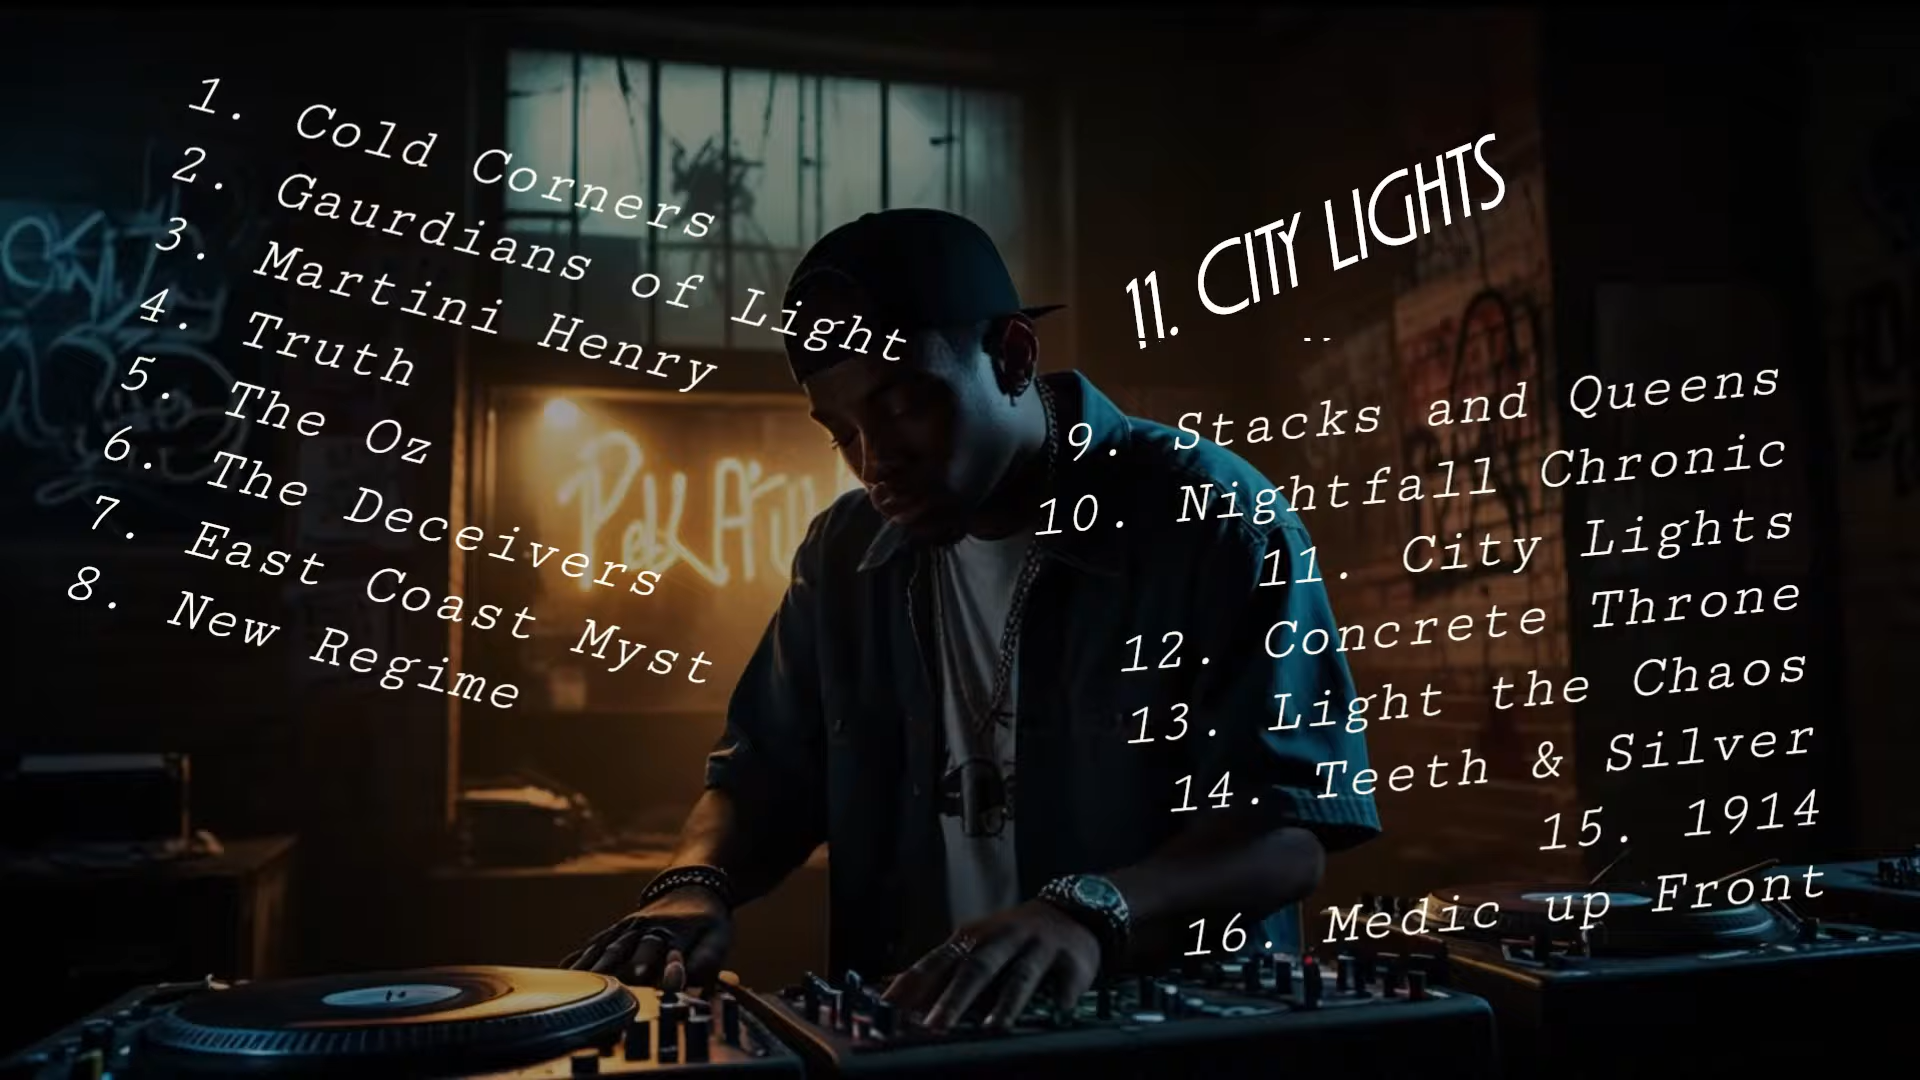 1. Cold Corners
2. Gaurdians of Light
3. Martini Henry
4. Truth
5. The Oz
6. The Deceivers
7. East Coast Myst
8. New Regime
11. CITY LIGHTS
9. Stacks and Queens
10. Nightfall Chronic
11. City Lights
12. Concrete Throne
13. Light the Chaos
14. Teeth & Silver
15. 1914
16. Medic up Front